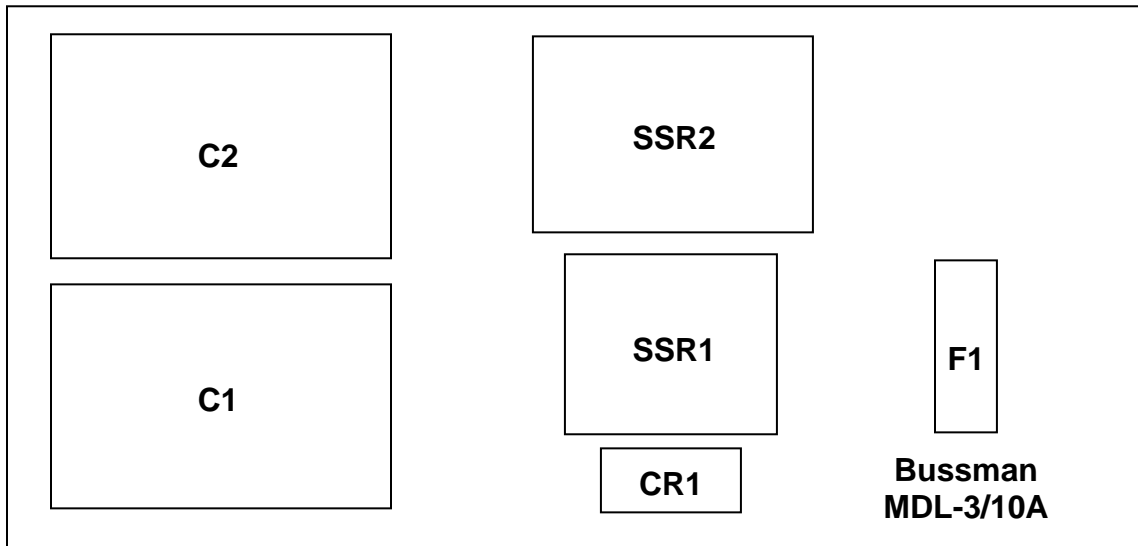 C2
SSR2
SSR1
F1
C1
CR1
Bussman
MDL-3/10A